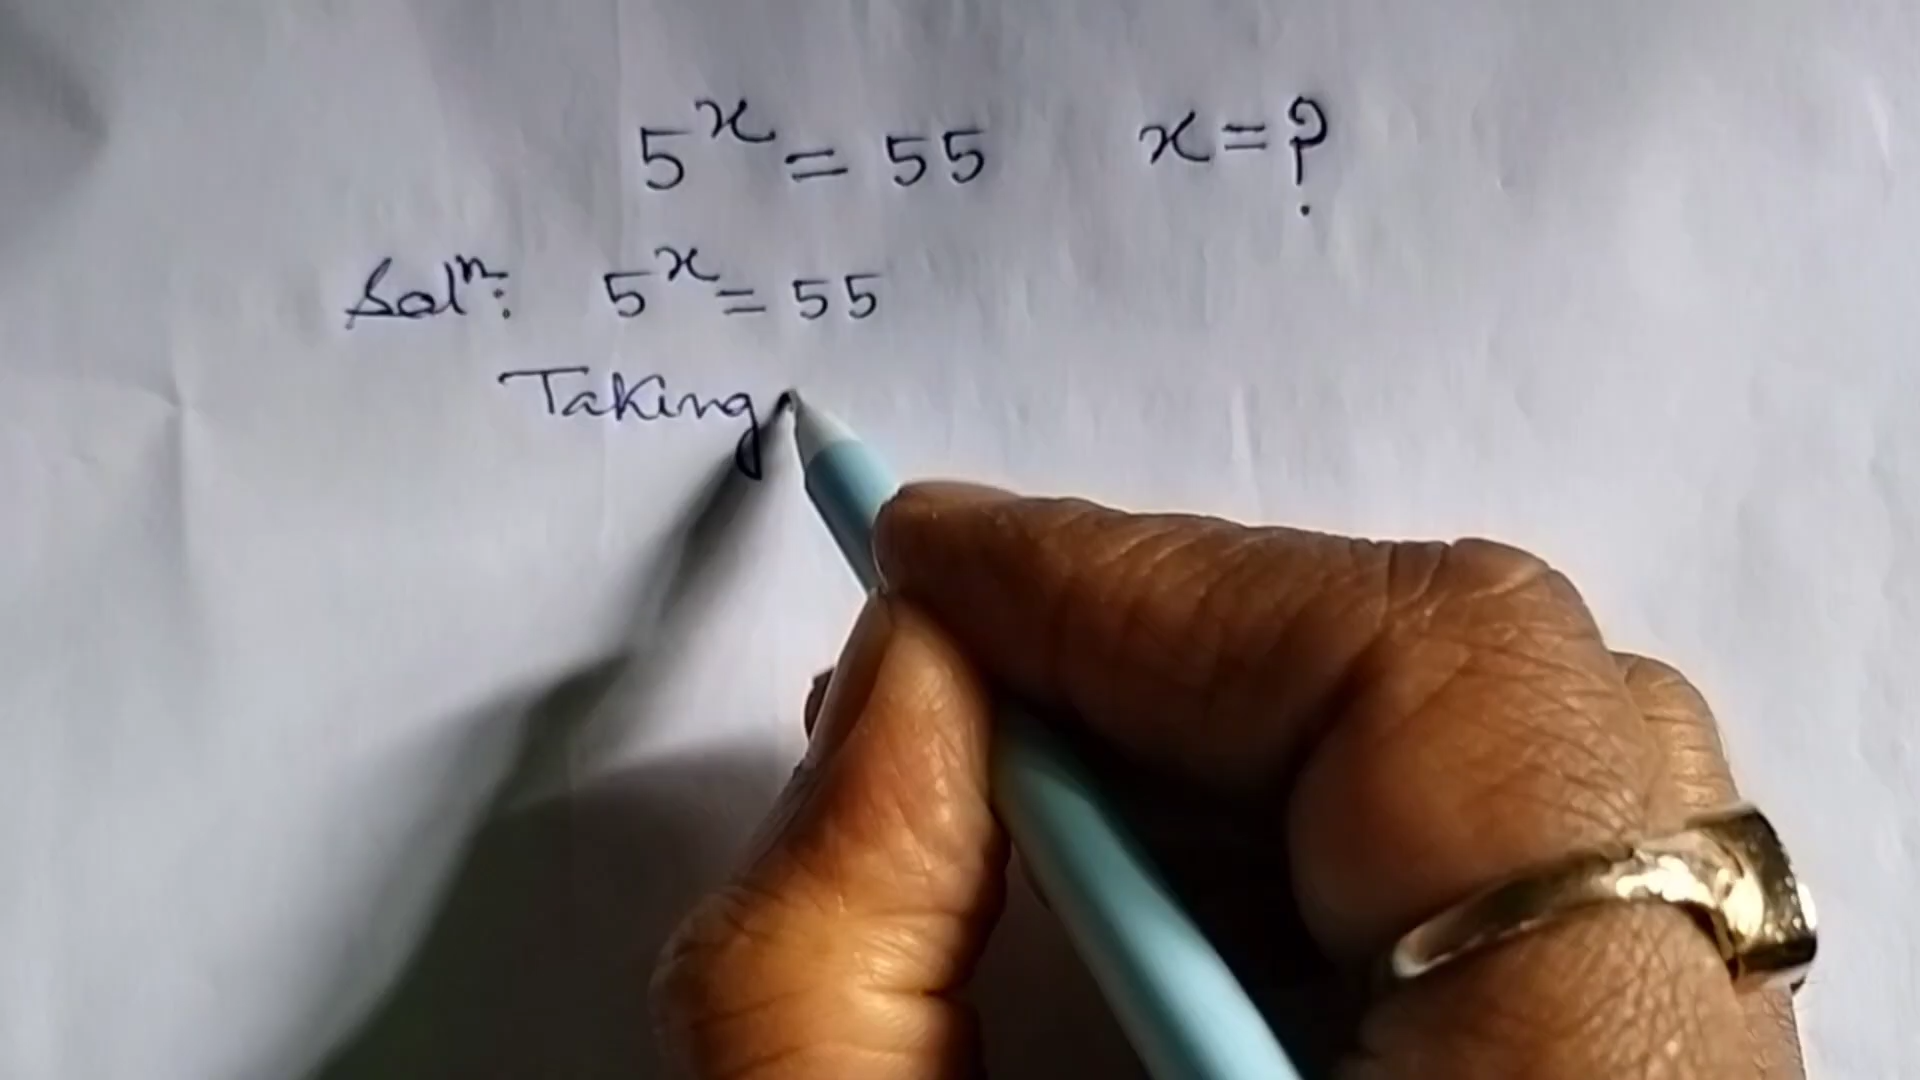 5^x = 55 x = ?
Solⁿ: 5^x = 55
Taking